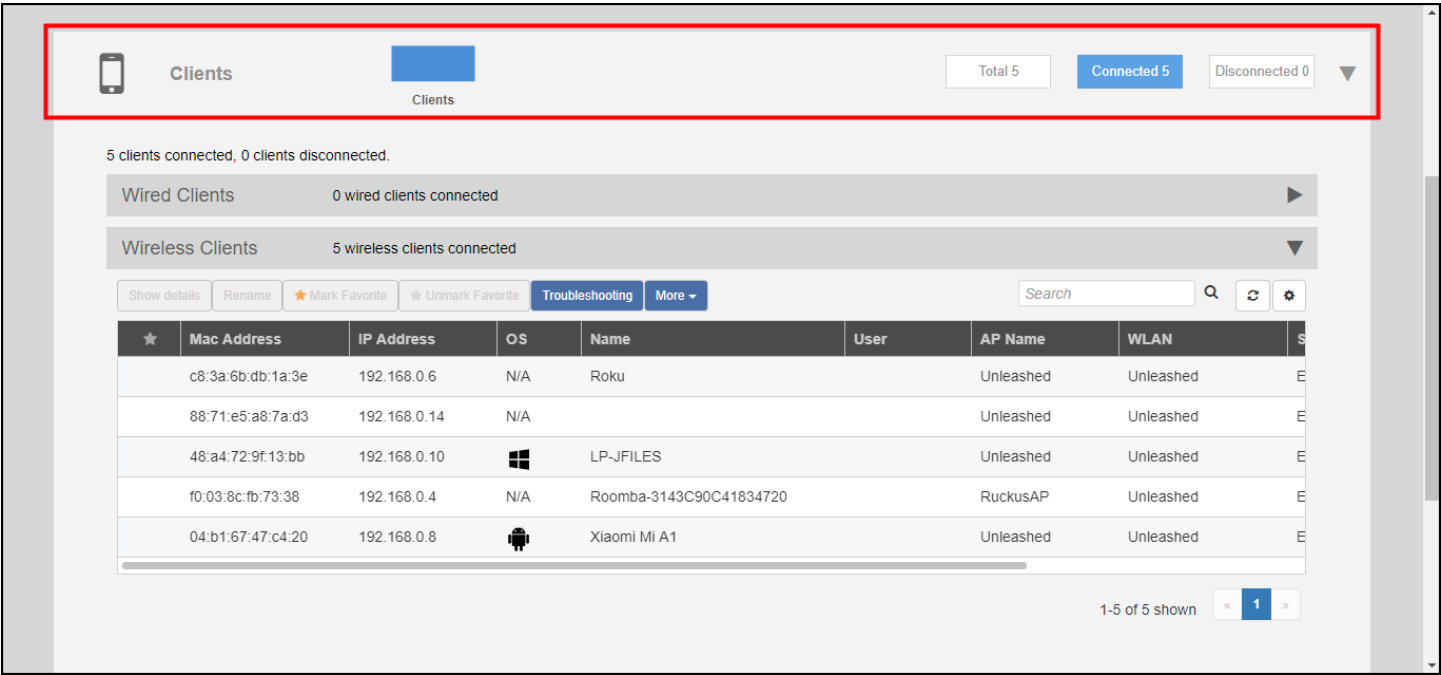 Clients
Clients
Total 5
Connected 5
Disconnected 0
5 clients connected, 0 clients disconnected.
Wired Clients 0 wired clients connected
Wireless Clients 5 wireless clients connected
Show details Rename Mark Favorite Unmark Favorite Troubleshooting More Search
Mac Address IP Address OS Name User AP Name WLAN S
c8:3a:6b:db:1a:3e 192.168.0.6 N/A Roku Unleashed Unleashed E
88:71:e5:a8:7a:d3 192.168.0.14 N/A Unleashed Unleashed E
48:a4:72:9f:13:bb 192.168.0.10 LP-JFILES Unleashed Unleashed E
f0:03:8c:fb:73:38 192.168.0.4 N/A Roomba-3143C90C41834720 RuckusAP Unleashed E
04:b1:67:47:c4:20 192.168.0.8 Xiaomi Mi A1 Unleashed Unleashed E
1-5 of 5 shown « 1 »